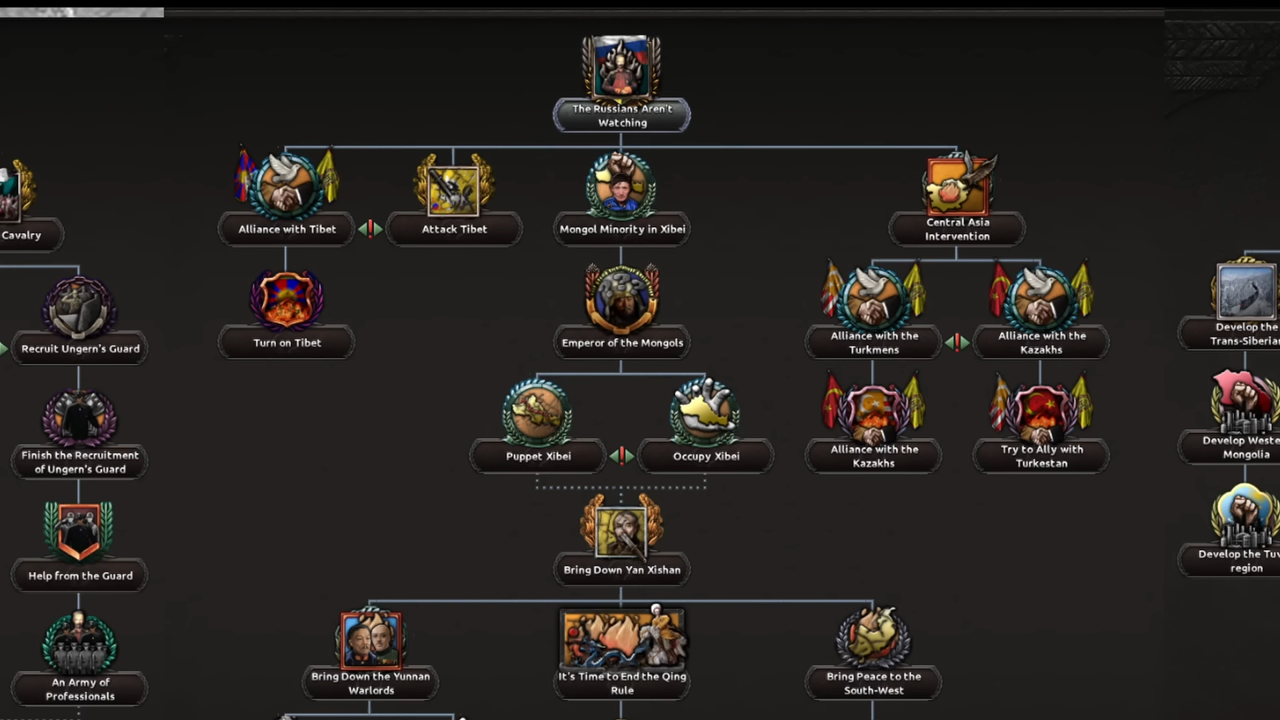 The Russians Aren't
Watching
Cavalry
Alliance with Tibet
Attack Tibet
Mongol Minority in Xibei
Central Asia
Intervention
Recruit Ungern's Guard
Turn on Tibet
Emperor of the Mongols
Alliance with the
Turkmens
Alliance with the
Kazakhs
Develop the
Trans-Siberian
Finish the Recruitment
of Ungern's Guard
Puppet Xibei
Occupy Xibei
Alliance with the
Kazakhs
Try to Ally with
Turkestan
Develop Weste
Mongolia
Help from the Guard
Bring Down Yan Xishan
Develop the Tuv
region
An Army of
Professionals
Bring Down the Yunnan
Warlords
It's Time to End the Qing
Rule
Bring Peace to the
South-West